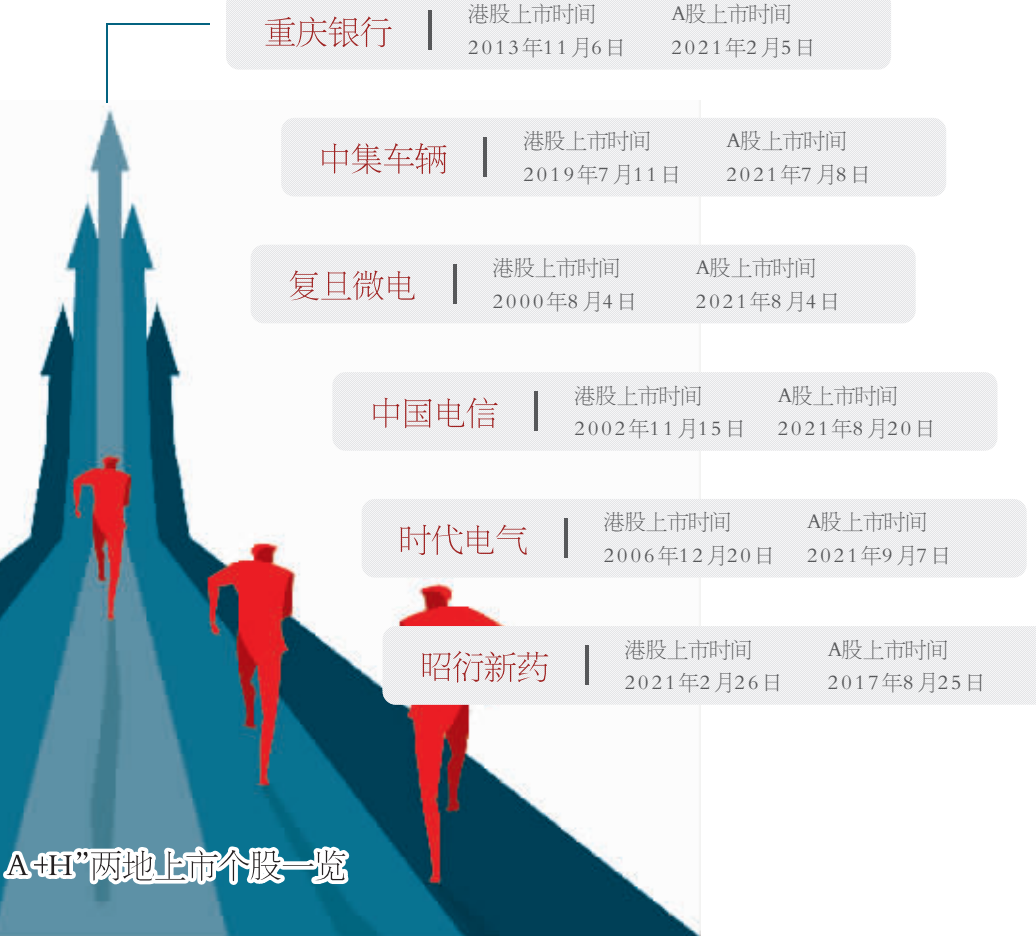 重庆银行
港股上市时间 A股上市时间
2013年11月6日 2021年2月5日
中集车辆
港股上市时间 A股上市时间
2019年7月11日 2021年7月8日
复旦微电
港股上市时间 A股上市时间
2000年8月4日 2021年8月4日
中国电信
港股上市时间 A股上市时间
2002年11月15日 2021年8月20日
时代电气
港股上市时间 A股上市时间
2006年12月20日 2021年9月7日
昭衍新药
港股上市时间 A股上市时间
2021年2月26日 2017年8月25日
A+H”两地上市个股一览